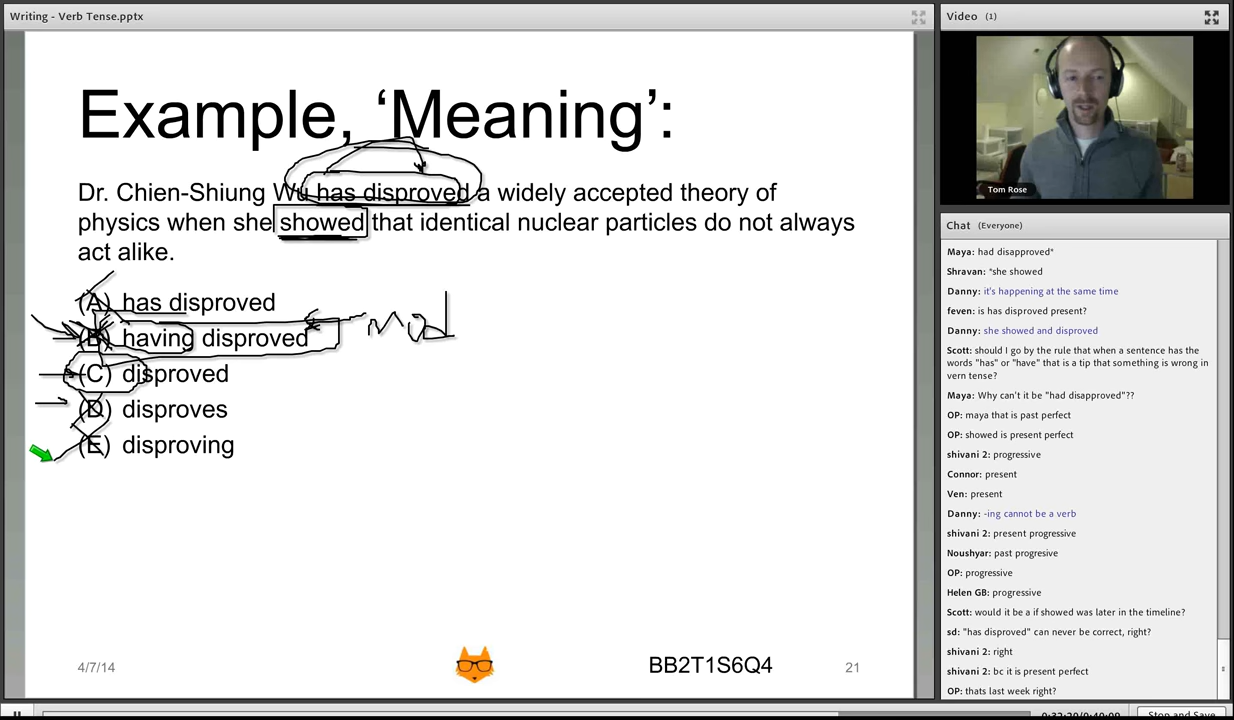 Writing - Verb Tense.pptx
Example, ‘Meaning’:
Dr. Chien-Shiung Wu has disproved a widely accepted theory of
physics when she showed that identical nuclear particles do not always
act alike.
(A) has disproved
(B) having disproved
mod
(C) disproved
(D) disproves
(E) disproving
4/7/14
BB2T1S6Q4
21
Video (1)
Tom Rose
Chat (Everyone)
Maya: had disapproved*
Shravan: *she showed
Danny: it's happening at the same time
feven: is has disproved present?
Danny: she showed and disproved
Scott: should I go by the rule that when a sentence has the
words "has" or "have" that is a tip that something is wrong in
vern tense?
Maya: Why can't it be "had disapproved"??
OP: maya that is past perfect
OP: showed is present perfect
shivani 2: progressive
Connor: present
Ven: present
Danny: -ing cannot be a verb
shivani 2: present progressive
Noushyar: past progresive
OP: progressive
Helen GB: progressive
Scott: would it be a if showed was later in the timeline?
sd: "has disproved" can never be correct, right?
shivani 2: right
shivani 2: bc it is present perfect
OP: thats last week right?
Stop and Save